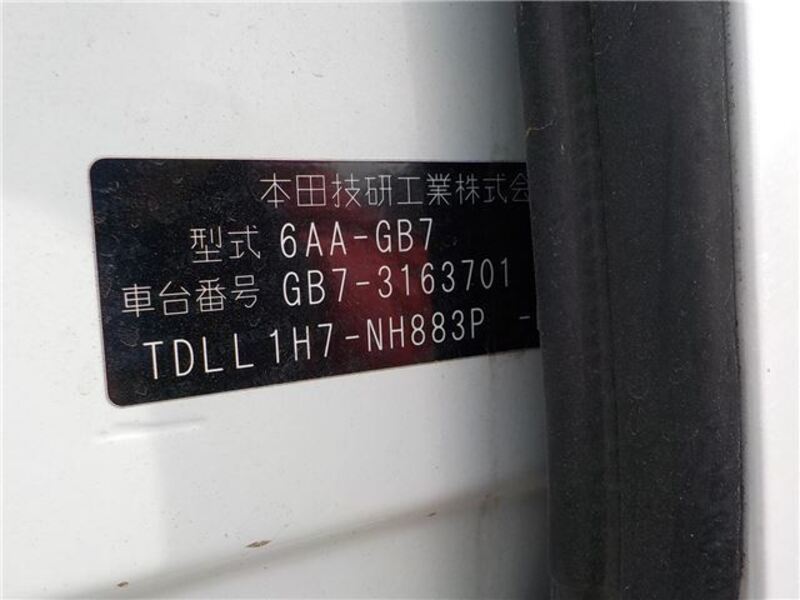 本田技研工業株式会
型式 6AA-GB7
車台番号 GB7-3163701
TDLL1H7-NH883P -